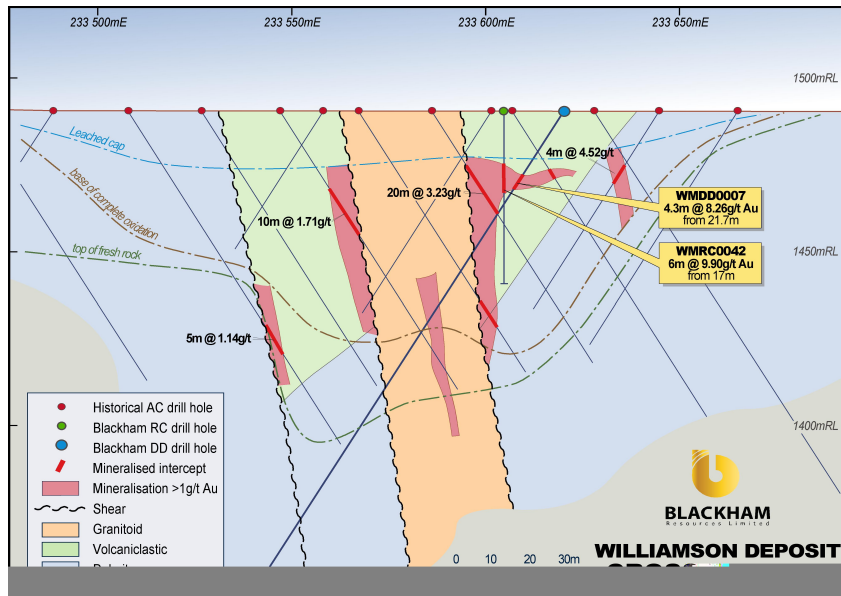 233 500mE
233 550mE
233 600mE
233 650mE
1500mRL
Leached cap
4m @ 4.52g/t
base of complete oxidation
20m @ 3.23g/t
WMDD0007
4.3m @ 8.26g/t Au
from 21.7m
10m @ 1.71g/t
top of fresh rock
1450mRL
WMRC0042
6m @ 9.90g/t Au
from 17m
5m @ 1.14g/t
Historical AC drill hole
Blackham RC drill hole
Blackham DD drill hole
Mineralised intercept
Mineralisation >1g/t Au
Shear
Granitoid
Volcaniclastic
1400mRL
BLACKHAM
Resources Limited
0 10 20 30m
WILLIAMSON DEPOSIT